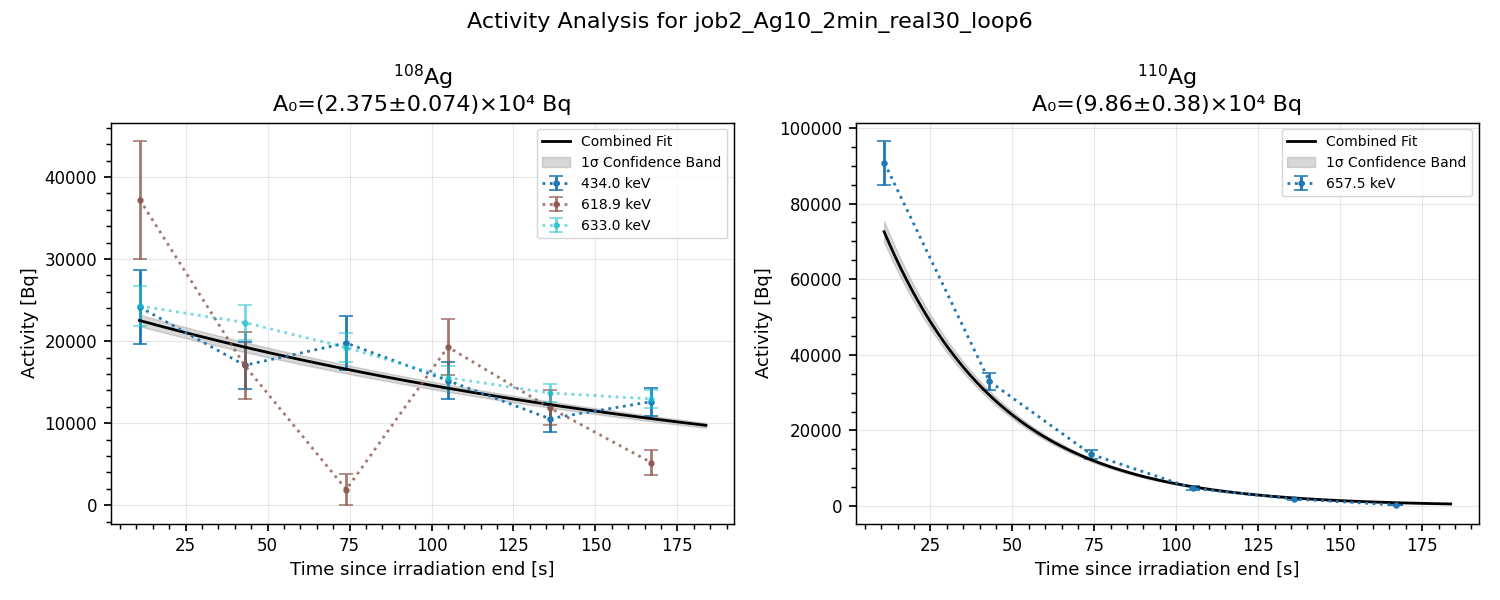 Activity Analysis for job2_Ag10_2min_real30_loop6
¹⁰⁸Ag
A₀=(2.375±0.074)×10⁴ Bq
Activity [Bq]
40000
30000
20000
10000
0
25
50
75
100
125
150
175
Time since irradiation end [s]
Combined Fit
1σ Confidence Band
434.0 keV
618.9 keV
633.0 keV
¹¹⁰Ag
A₀=(9.86±0.38)×10⁴ Bq
Activity [Bq]
100000
80000
60000
40000
20000
0
25
50
75
100
125
150
175
Time since irradiation end [s]
Combined Fit
1σ Confidence Band
657.5 keV